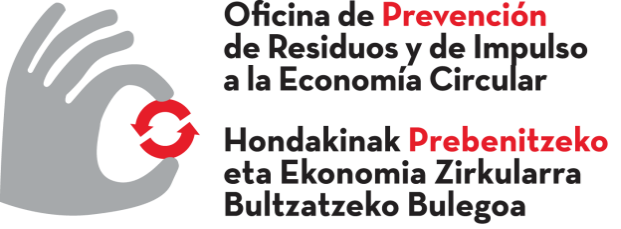 Oficina de Prevención
de Residuos y de Impulso
a la Economía Circular
Hondakinak Prebenitzeko
eta Ekonomia Zirkularra
Bultzatzeko Bulegoa